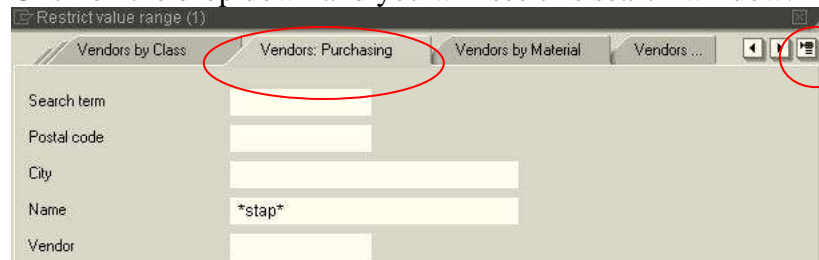 Restrict value range (1)
Vendors by Class Vendors: Purchasing Vendors by Material Vendors ...
Search term
Postal code
City
Name *stap*
Vendor